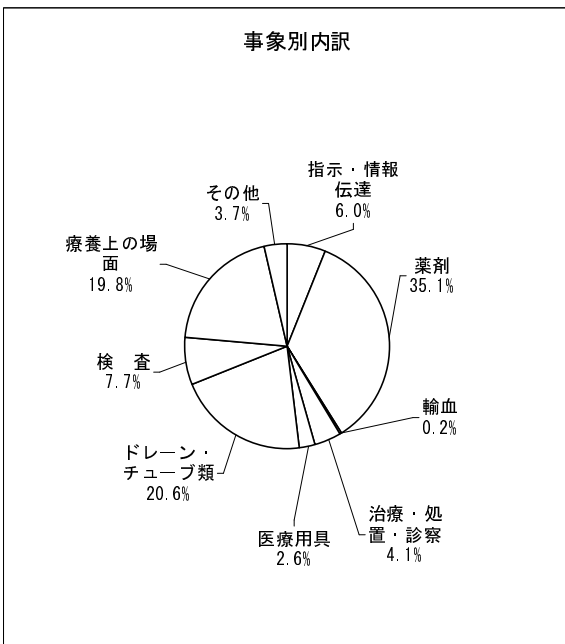 事象別内訳
指示・情報
伝達
6.0%
薬剤
35.1%
輸血
0.2%
治療・処
置・診察
4.1%
医療用具
2.6%
ドレーン・
チューブ類
20.6%
検　査
7.7%
療養上の場
面
19.8%
その他
3.7%